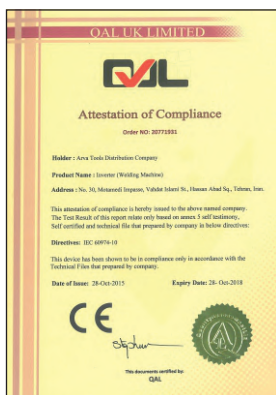 QAL UK LIMITED
QAL
Attestation of Compliance
Order NO: 20771931
Holder : Arva Tools Distribution Company
Product Name : Inverter (Welding Machine)
Address : No. 30, Motamedi Impasse, Vahdat Islami St., Hassan Abad Sq., Tehran, Iran.
This attestation of compliance is hereby issued to the above named company.
The Test Result of this report relate only based on annex 5 self testimony,
Self certified and technical file that prepared by company in below directives:
Directives: IEC 60974-10
This device has been shown to be in compliance only in accordance with the
Technical Files that prepared by company.
Date of Issue: 28-Oct-2015 Expiry Date: 28- Oct-2018
CE
This documents certified by:
QAL